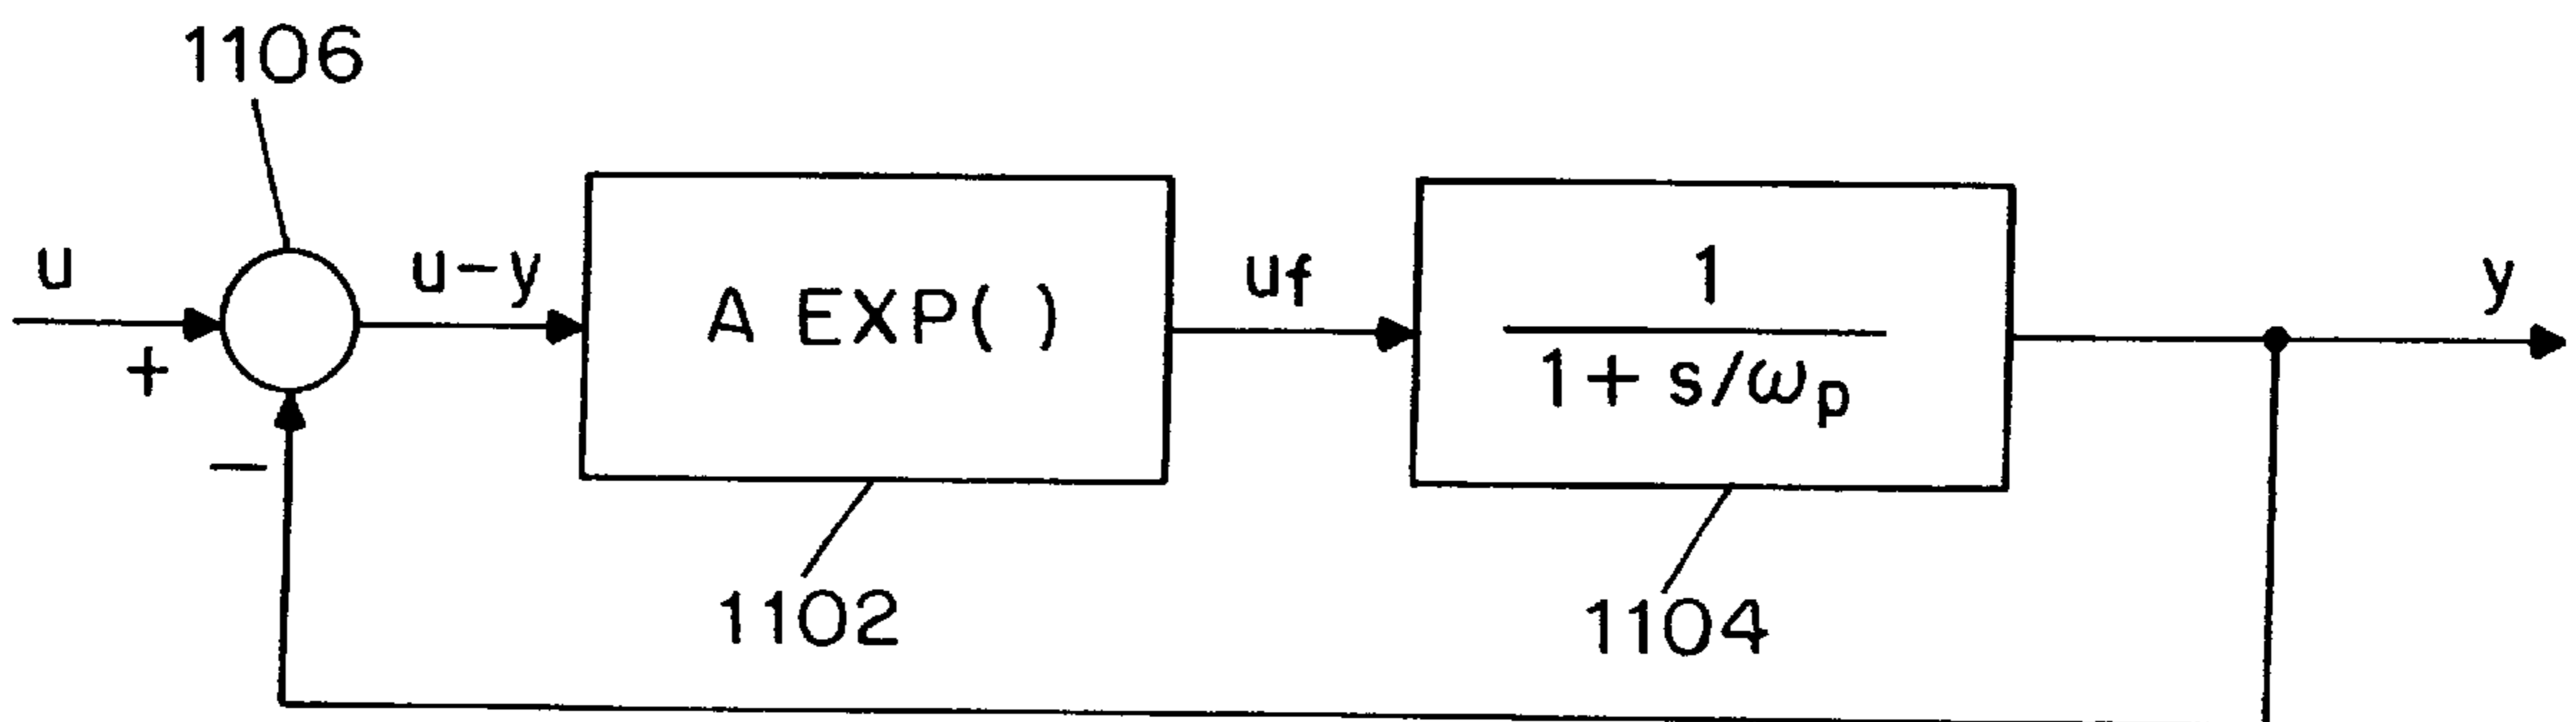 1106
u
+
−
u−y
A EXP( )
uf
1
1 + s/ωp
y
1102
1104